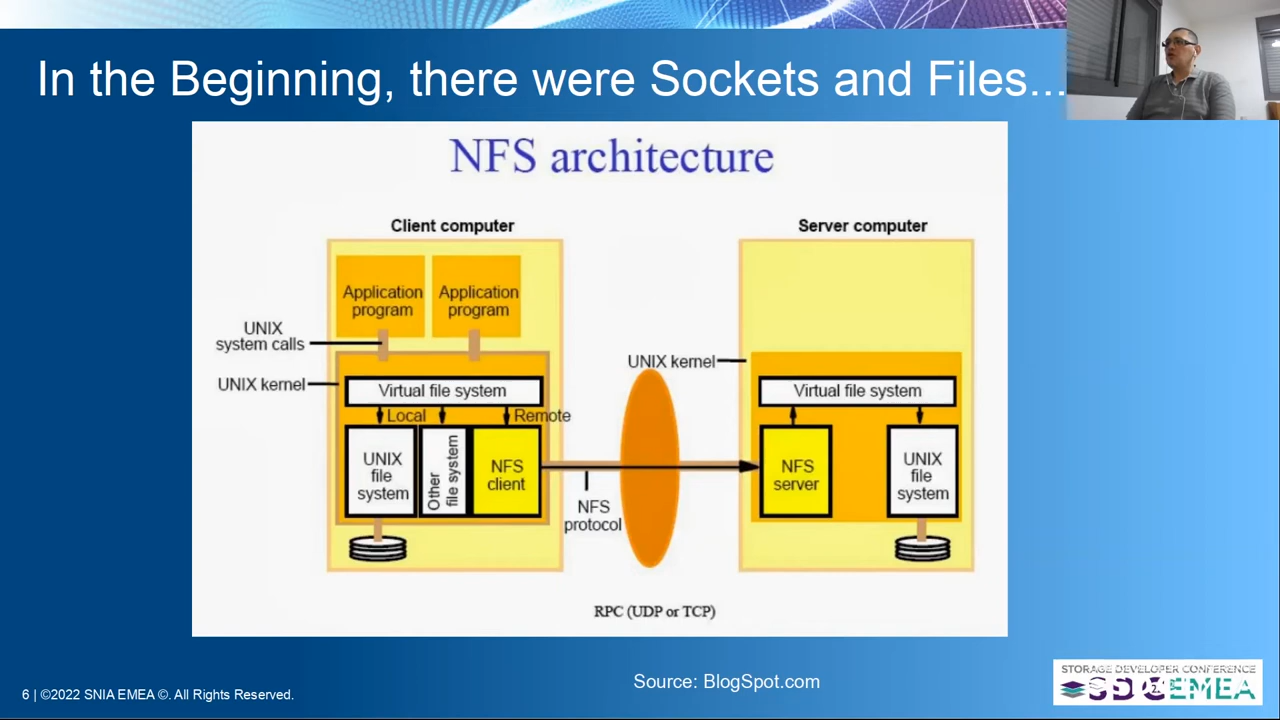 In the Beginning, there were Sockets and Files...
NFS architecture
Client computer
Server computer
Application
program
Application
program
UNIX
system calls
UNIX kernel
UNIX kernel
Virtual file system
Virtual file system
Local
Remote
UNIX
file
system
Other
file system
NFS
client
NFS
protocol
NFS
server
UNIX
file
system
RPC (UDP or TCP)
Source: BlogSpot.com
6 | ©2022 SNIA EMEA ©. All Rights Reserved.
STORAGE DEVELOPER CONFERENCE
EMEA